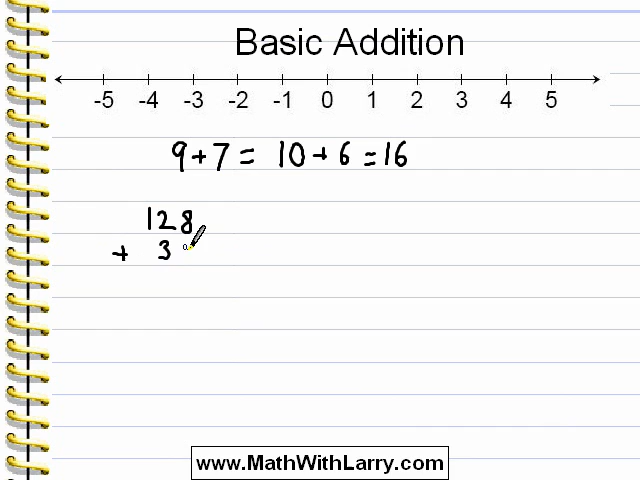 Basic Addition
-5 -4 -3 -2 -1 0 1 2 3 4 5
9+7 = 10+6 = 16
128
+ 3
www.MathWithLarry.com